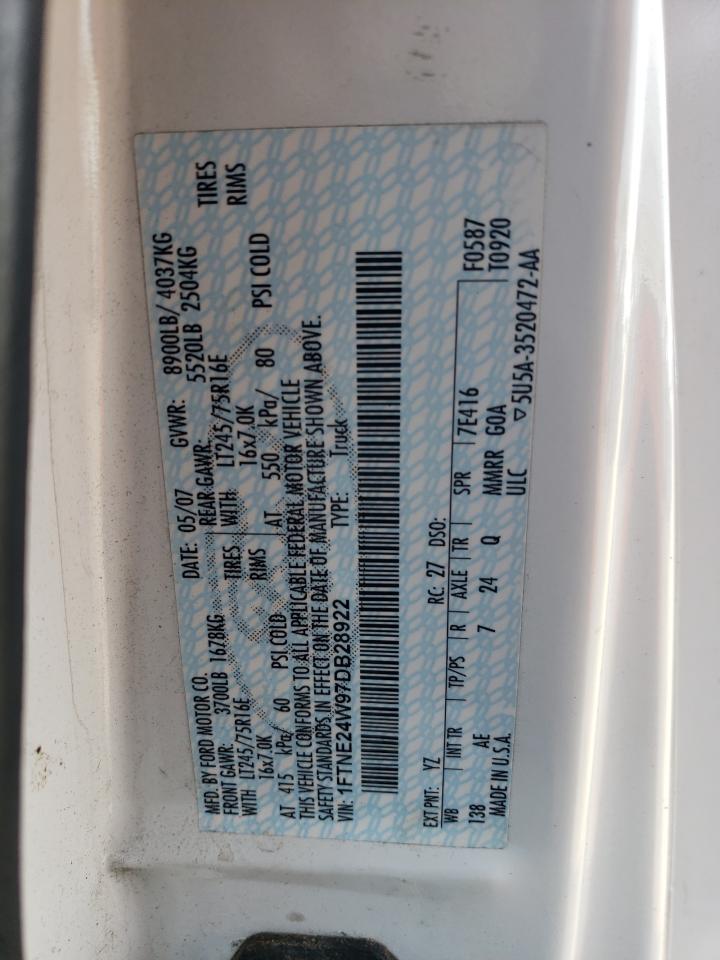 MFD. BY FORD MOTOR CO.
DATE: 05/07 GVWR: 8900LB/ 4037KG
FRONT GAWR: 3700LB 1678KG REAR GAWR: 5520LB 2504KG
WITH LT245/75R16E TIRES WITH LT245/75R16E TIRES
16x7.0K RIMS 16x7.0K RIMS
AT 415 kPa/ 60 PSI COLD AT 550 kPa/ 80 PSI COLD
THIS VEHICLE CONFORMS TO ALL APPLICABLE FEDERAL MOTOR VEHICLE
SAFETY STANDARDS IN EFFECT ON THE DATE OF MANUFACTURE SHOWN ABOVE.
VIN: 1FTNE24W97DB28922 TYPE: Truck
EXT PNT: YZ RC: 27 DSO: F0587
WB INT TR TP/PS R AXLE TR SPR 7E416 T0920
138 AE 7 24 Q MMRR GOA
MADE IN U.S.A. ULC ▽5U5A-3520472-AA